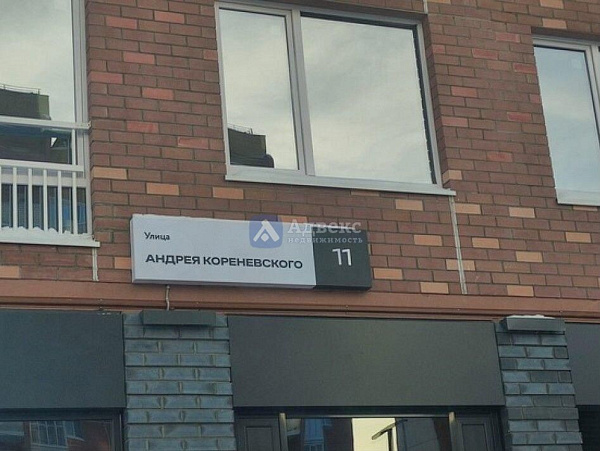 Улица
АНДРЕЯ КОРЕНЕВСКОГО
11
Адвекс
недвижимость